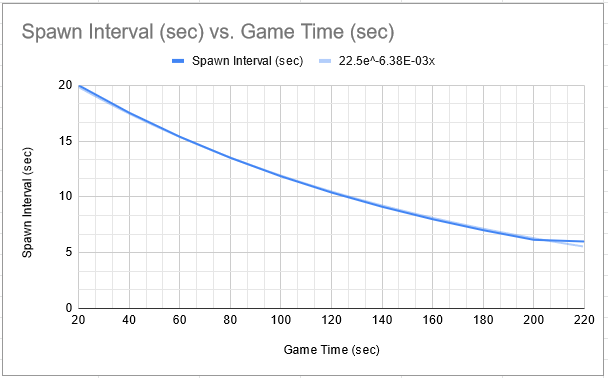 Spawn Interval (sec) vs. Game Time (sec)
Spawn Interval (sec) 22.5e^-6.38E-03x
20
15
10
5
0
Spawn Interval (sec)
20 40 60 80 100 120 140 160 180 200 220
Game Time (sec)